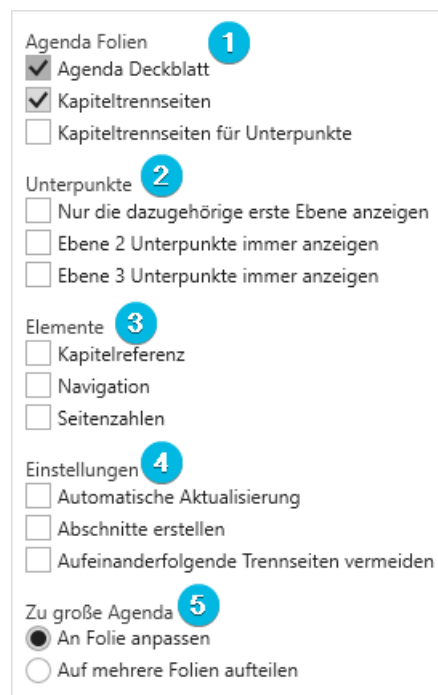 Agenda Folien 1
Agenda Deckblatt
Kapiteltrennseiten
Kapiteltrennseiten für Unterpunkte
Unterpunkte 2
Nur die dazugehörige erste Ebene anzeigen
Ebene 2 Unterpunkte immer anzeigen
Ebene 3 Unterpunkte immer anzeigen
Elemente 3
Kapitelreferenz
Navigation
Seitenzahlen
Einstellungen 4
Automatische Aktualisierung
Abschnitte erstellen
Aufeinanderfolgende Trennseiten vermeiden
Zu große Agenda 5
An Folie anpassen
Auf mehrere Folien aufteilen